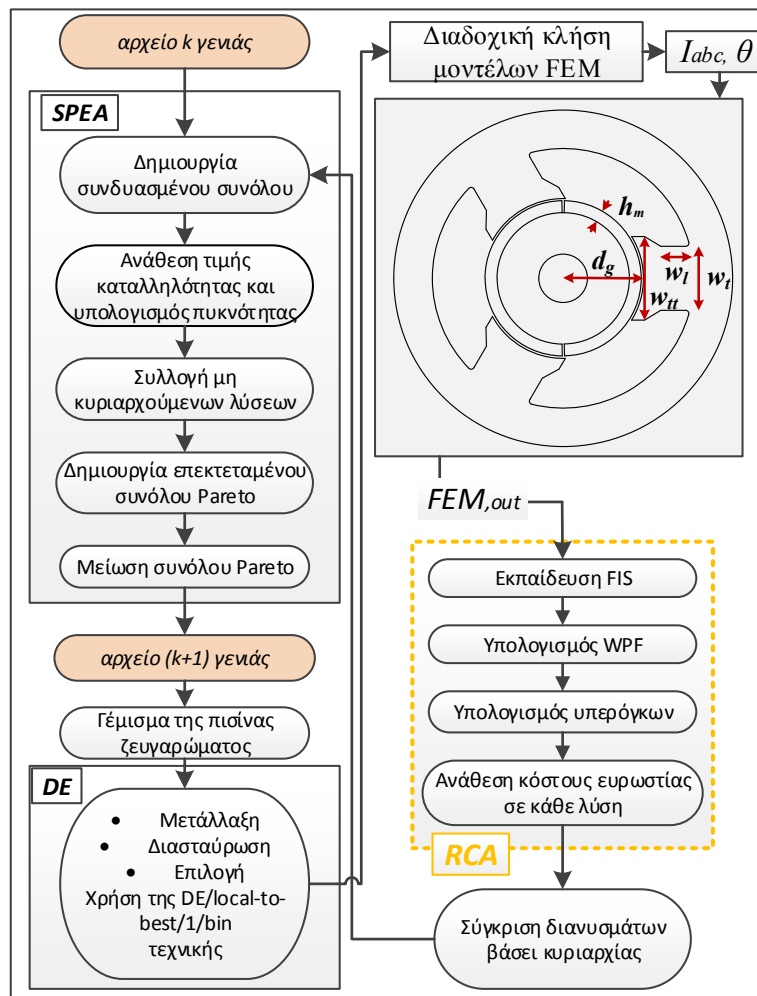 αρχείο k γενιάς
SPEA
Δημιουργία
συνδυασμένου συνόλου
Ανάθεση τιμής
καταλληλότητας και
υπολογισμός πυκνότητας
Συλλογή μη
κυριαρχούμενων λύσεων
Δημιουργία επεκτεταμένου
συνόλου Pareto
Μείωση συνόλου Pareto
αρχείο (k+1) γενιάς
Γέμισμα της πισίνας
ζευγαρώματος
DE
• Μετάλλαξη
• Διασταύρωση
• Επιλογή
Χρήση της DE/local-to-
best/1/bin
τεχνικής
Διαδοχική κλήση
μοντέλων FEM
Iabc, θ
hm
dg
wl
wt
wtt
FEM,out
Εκπαίδευση FIS
Υπολογισμός WPF
Υπολογισμός υπερόγκων
Ανάθεση κόστους ευρωστίας
σε κάθε λύση
RCA
Σύγκριση διανυσμάτων
βάσει κυριαρχίας